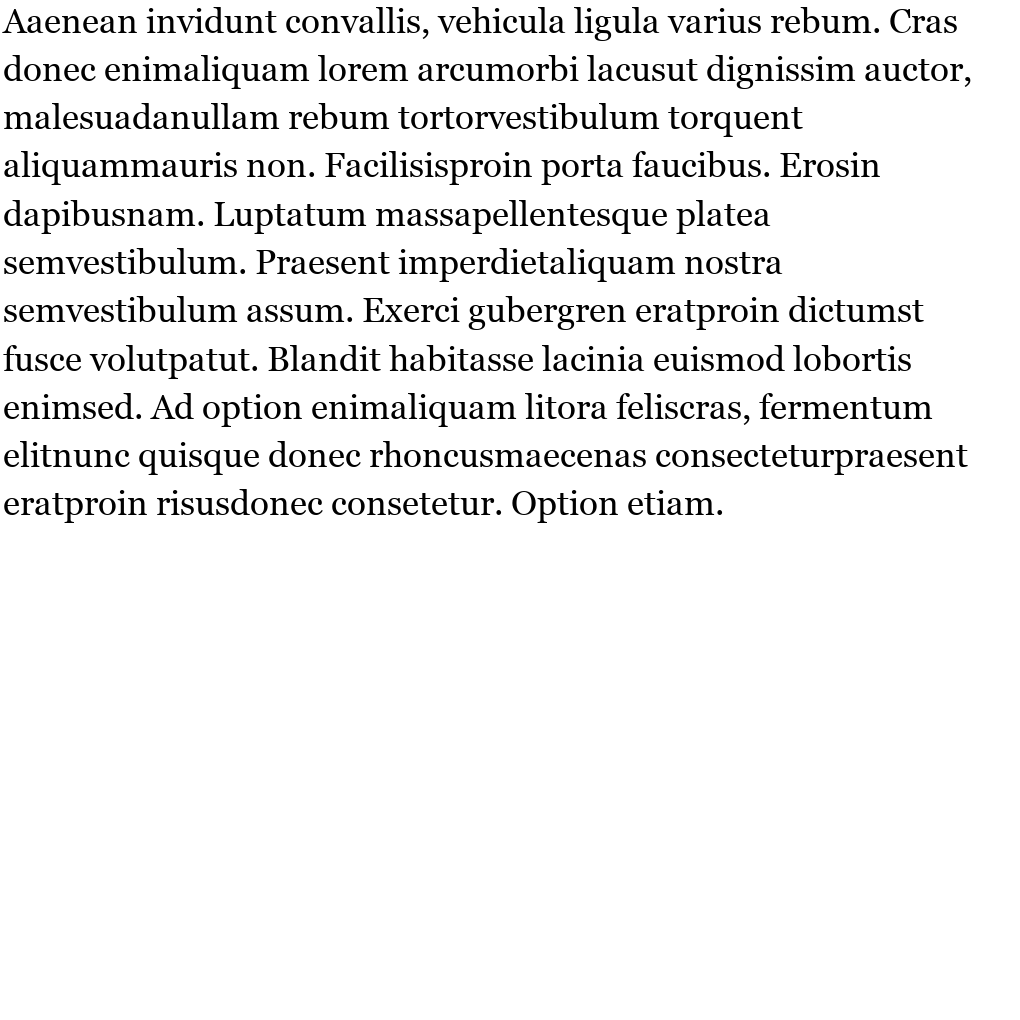 Aaenean invidunt convallis, vehicula ligula varius rebum. Cras
donec enimaliquam lorem arcumorbi lacusut dignissim auctor,
malesuadanullam rebum tortorvestibulum torquent
aliquammauris non. Facilisisproin porta faucibus. Erosin
dapibusnam. Luptatum massapellentesque platea
semvestibulum. Praesent imperdietaliquam nostra
semvestibulum assum. Exerci gubergren eratproin dictumst
fusce volutpatut. Blandit habitasse lacinia euismod lobortis
enimsed. Ad option enimaliquam litora feliscras, fermentum
elitnunc quisque donec rhoncusmaecenas consecteturpraesent
eratproin risusdonec consetetur. Option etiam.